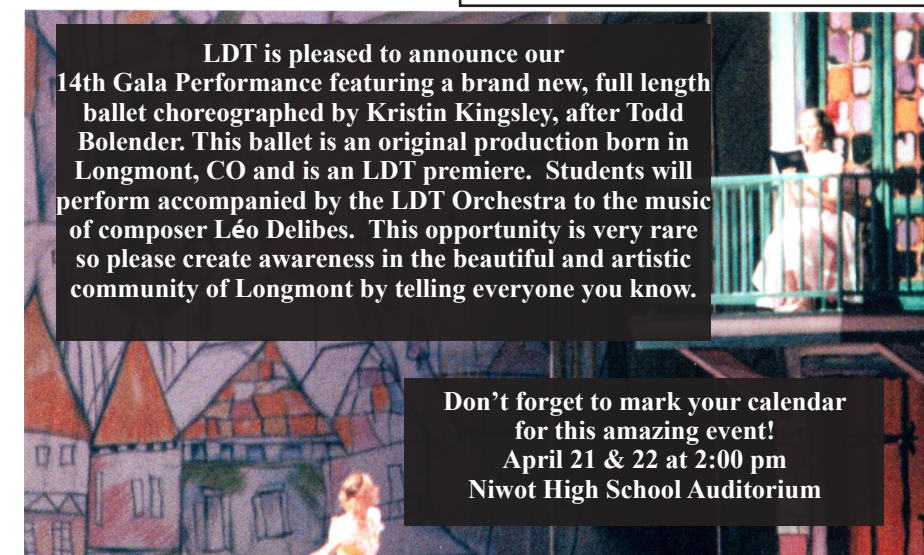 LDT is pleased to announce our
14th Gala Performance featuring a brand new, full length
ballet choreographed by Kristin Kingsley, after Todd
Bolender. This ballet is an original production born in
Longmont, CO and is an LDT premiere.  Students will
perform accompanied by the LDT Orchestra to the music
of composer Léo Delibes.  This opportunity is very rare
so please create awareness in the beautiful and artistic
community of Longmont by telling everyone you know.
Don’t forget to mark your calendar
for this amazing event!
April 21 & 22 at 2:00 pm
Niwot High School Auditorium